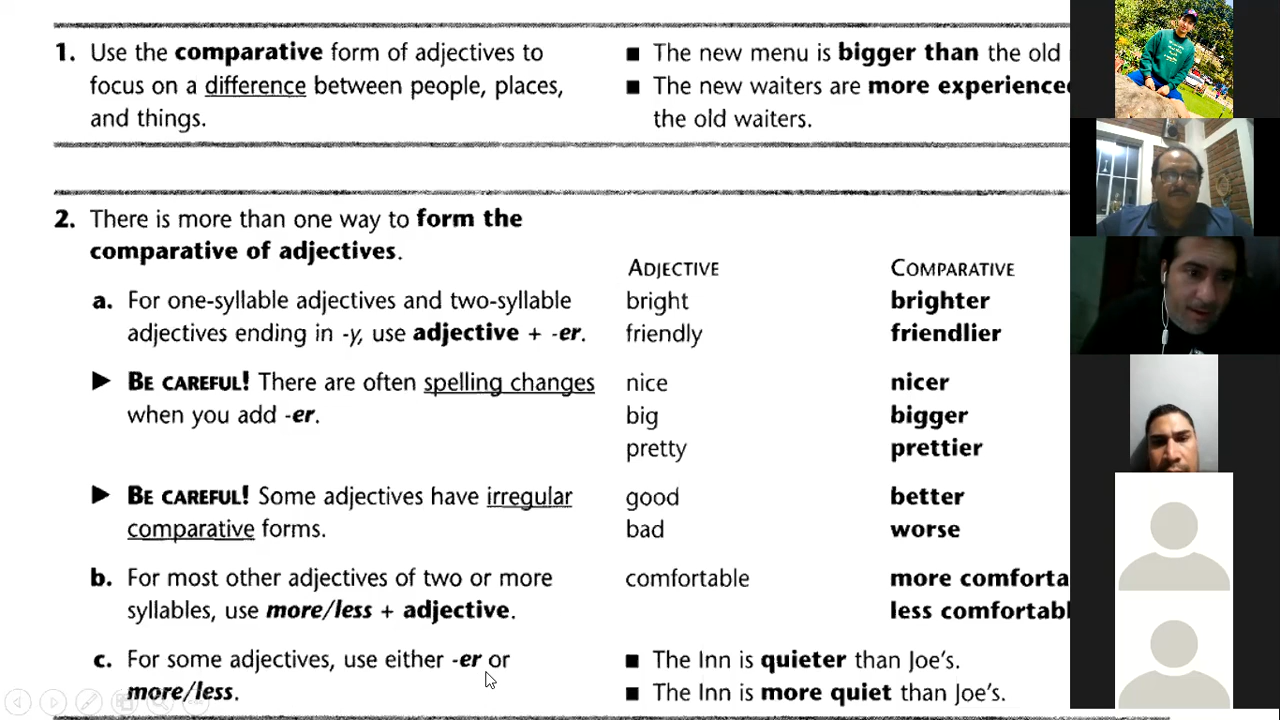 1. Use the comparative form of adjectives to
focus on a difference between people, places,
and things.
■ The new menu is bigger than the old
■ The new waiters are more experienced
the old waiters.
2. There is more than one way to form the
comparative of adjectives.
ADJECTIVE COMPARATIVE
a. For one-syllable adjectives and two-syllable bright brighter
adjectives ending in -y, use adjective + -er. friendly friendlier
► BE CAREFUL! There are often spelling changes nice nicer
when you add -er. big bigger
pretty prettier
► BE CAREFUL! Some adjectives have irregular good better
comparative forms. bad worse
b. For most other adjectives of two or more comfortable more comforta
syllables, use more/less + adjective. less comfortabl
c. For some adjectives, use either -er or ■ The Inn is quieter than Joe's.
more/less. ■ The Inn is more quiet than Joe's.